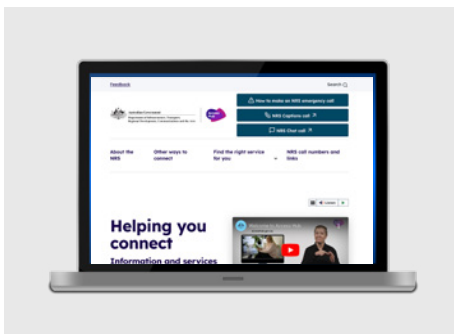 Feedback
Search
How to make an NRS emergency call
NRS Captions call
NRS Chat call
Australian Government
About the NRS
Other ways to connect
Find the right service for you
NRS call numbers and links
Listen
Helping you connect
Information and services